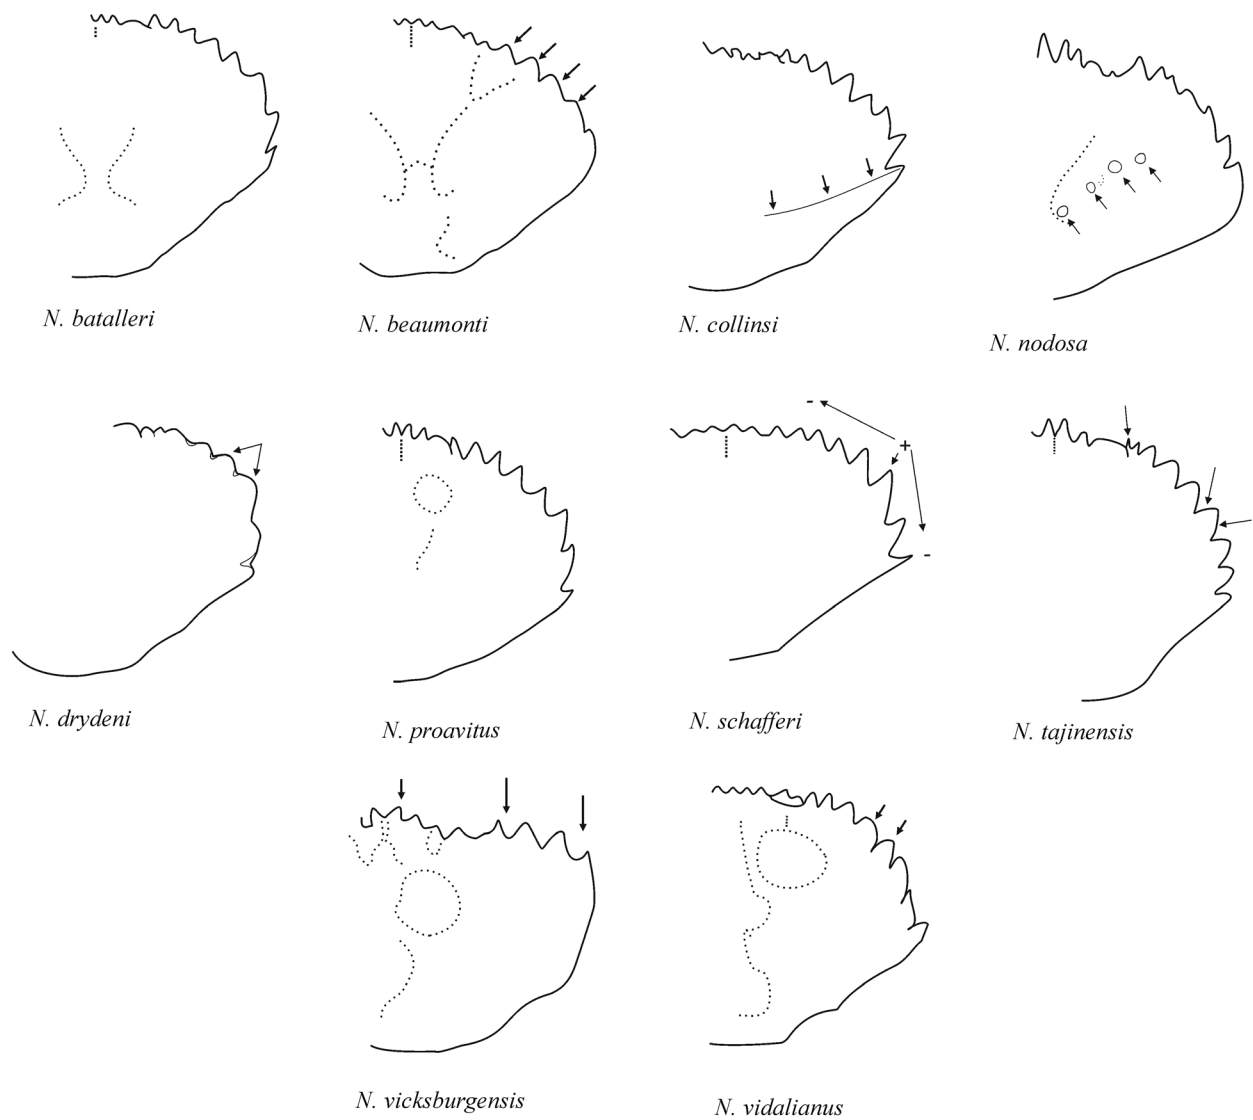 N. batalleri
N. beaumonti
N. collinsi
N. nodosa
-
+
-
N. drydeni
N. proavitus
N. schafferi
N. tajinensis
N. vicksburgensis
N. vidalianus